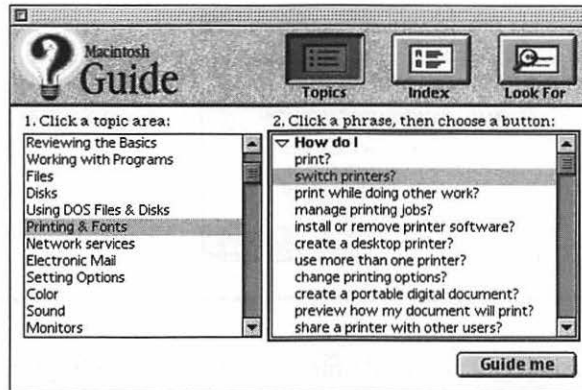 Macintosh
Guide
Topics
Index
Look For
1. Click a topic area:
Reviewing the Basics
Working with Programs
Files
Disks
Using DOS Files & Disks
Printing & Fonts
Network services
Electronic Mail
Setting Options
Color
Sound
Monitors
2. Click a phrase, then choose a button:
How do I
print?
switch printers?
print while doing other work?
manage printing jobs?
install or remove printer software?
create a desktop printer?
use more than one printer?
change printing options?
create a portable digital document?
preview how my document will print?
share a printer with other users?
Guide me